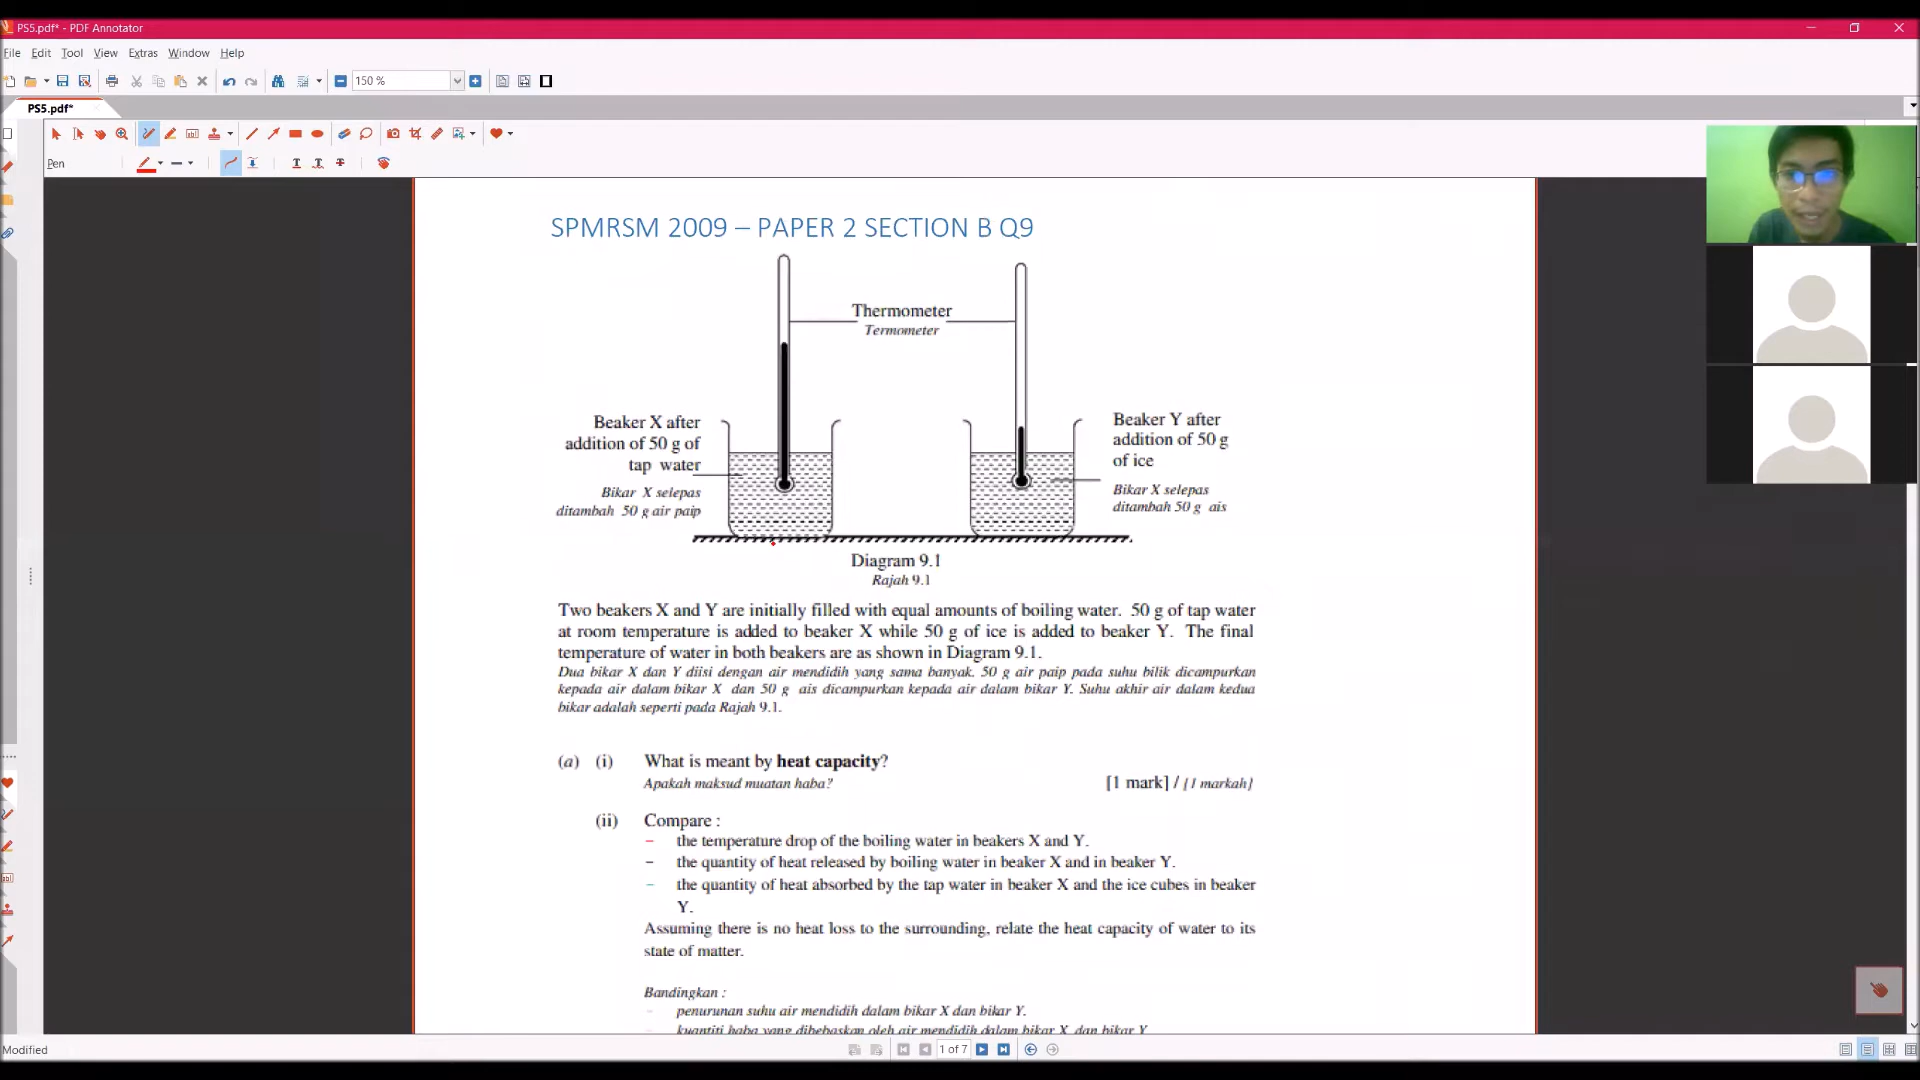 PS5.pdf* - PDF Annotator
File Edit Tool View Extras Window Help
150 %
PS5.pdf*
Pen
SPMRSM 2009 – PAPER 2 SECTION B Q9
Thermometer
Termometer
Beaker X after
addition of 50 g of
tap water
Bikar X selepas
ditambah 50 g air paip
Beaker Y after
addition of 50 g
of ice
Bikar X selepas
ditambah 50 g ais
Diagram 9.1
Rajah 9.1
Two beakers X and Y are initially filled with equal amounts of boiling water. 50 g of tap water
at room temperature is added to beaker X while 50 g of ice is added to beaker Y. The final
temperature of water in both beakers are as shown in Diagram 9.1.
Dua bikar X dan Y diisi dengan air mendidih yang sama banyak. 50 g air paip pada suhu bilik dicampurkan
kepada air dalam bikar X dan 50 g ais dicampurkan kepada air dalam bikar Y. Suhu akhir air dalam kedua
bikar adalah seperti pada Rajah 9.1.
(a) (i) What is meant by heat capacity?
Apakah maksud muatan haba? [1 mark] / [1 markah]
(ii) Compare :
– the temperature drop of the boiling water in beakers X and Y.
– the quantity of heat released by boiling water in beaker X and in beaker Y.
– the quantity of heat absorbed by the tap water in beaker X and the ice cubes in beaker
Y.
Assuming there is no heat loss to the surrounding, relate the heat capacity of water to its
state of matter.
Bandingkan :
penurunan suhu air mendidih dalam bikar X dan bikar Y.
kuantiti haba yang dibebaskan oleh air mendidih dalam bikar X dan bikar Y
Modified
1 of 7